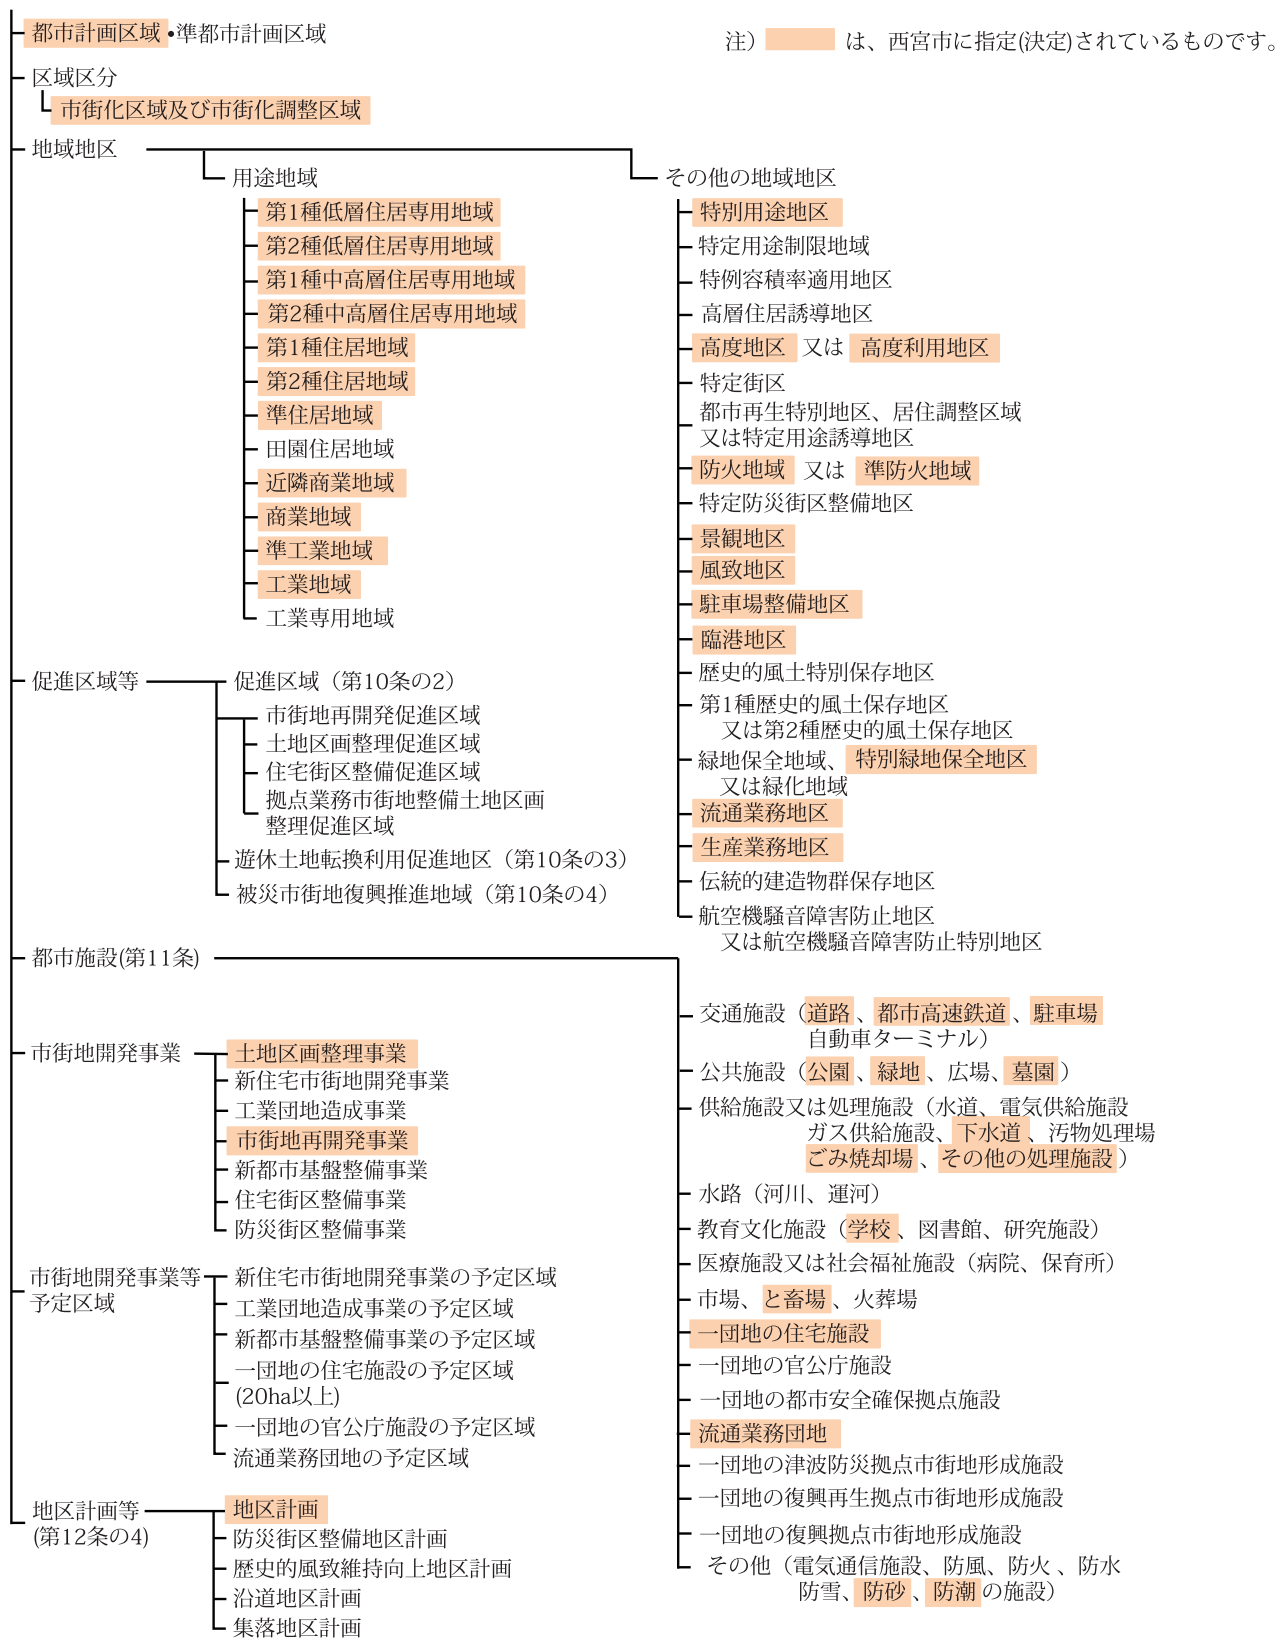 都市計画区域・準都市計画区域
注） は、西宮市に指定(決定)されているものです。
区域区分
市街化区域及び市街化調整区域
地域地区
用途地域
第1種低層住居専用地域
第2種低層住居専用地域
第1種中高層住居専用地域
第2種中高層住居専用地域
第1種住居地域
第2種住居地域
準住居地域
田園住居地域
近隣商業地域
商業地域
準工業地域
工業地域
工業専用地域
その他の地域地区
特別用途地区
特定用途制限地域
特例容積率適用地区
高層住居誘導地区
高度地区 又は 高度利用地区
特定街区
都市再生特別地区、居住調整区域
又は特定用途誘導地区
防火地域 又は 準防火地域
特定防災街区整備地区
景観地区
風致地区
駐車場整備地区
臨港地区
歴史的風土特別保存地区
第1種歴史的風土保存地区
又は第2種歴史的風土保存地区
緑地保全地域、特別緑地保全地区
又は緑化地域
流通業務地区
生産業務地区
伝統的建造物群保存地区
航空機騒音障害防止地区
又は航空機騒音障害防止特別地区
促進区域等
促進区域（第10条の2）
市街地再開発促進区域
土地区画整理促進区域
住宅街区整備促進区域
拠点業務市街地整備土地区画
整理促進区域
遊休土地転換利用促進地区（第10条の3）
被災市街地復興推進地域（第10条の4）
都市施設(第11条)
交通施設（道路、都市高速鉄道、駐車場
自動車ターミナル）
公共施設（公園、緑地、広場、墓園）
供給施設又は処理施設（水道、電気供給施設
ガス供給施設、下水道、汚物処理場
ごみ焼却場、その他の処理施設）
水路（河川、運河）
教育文化施設（学校、図書館、研究施設）
医療施設又は社会福祉施設（病院、保育所）
市場、と畜場、火葬場
一団地の住宅施設
一団地の官公庁施設
一団地の都市安全確保拠点施設
流通業務団地
一団地の津波防災拠点市街地形成施設
一団地の復興再生拠点市街地形成施設
一団地の復興拠点市街地形成施設
その他（電気通信施設、防風、防火、防水
防雪、防砂、防潮の施設）
市街地開発事業
土地区画整理事業
新住宅市街地開発事業
工業団地造成事業
市街地再開発事業
新都市基盤整備事業
住宅街区整備事業
防災街区整備事業
市街地開発事業等
予定区域
新住宅市街地開発事業の予定区域
工業団地造成事業の予定区域
新都市基盤整備事業の予定区域
一団地の住宅施設の予定区域
(20ha以上)
一団地の官公庁施設の予定区域
流通業務団地の予定区域
地区計画等
(第12条の4)
地区計画
防災街区整備地区計画
歴史的風致維持向上地区計画
沿道地区計画
集落地区計画